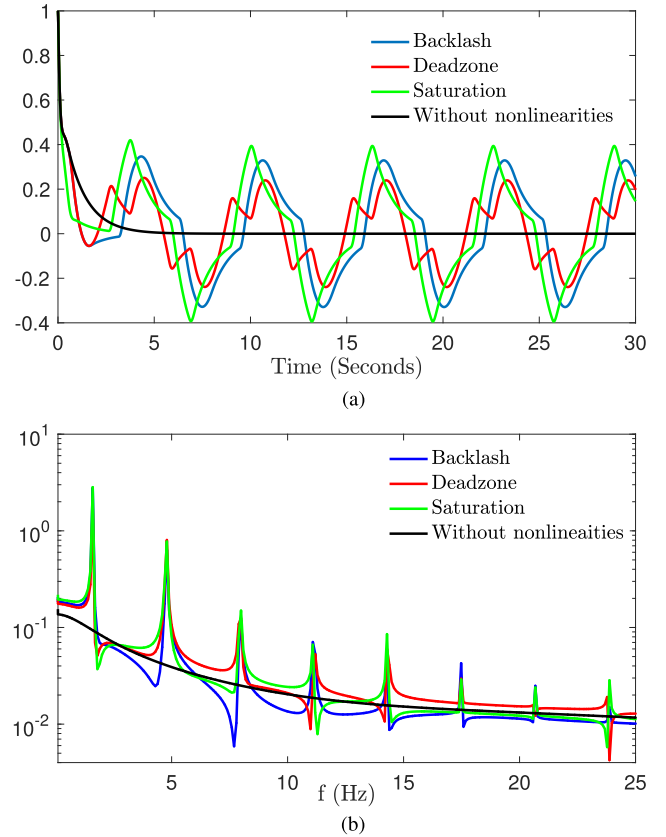 1
0.8
0.6
0.4
0.2
0
-0.2
-0.4
Backlash
Deadzone
Saturation
Without nonlinearities
0 5 10 15 20 25 30
Time (Seconds)
(a)
10^1
10^0
10^-1
10^-2
Backlash
Deadzone
Saturation
Without nonlineaities
5 10 15 20 25
f (Hz)
(b)